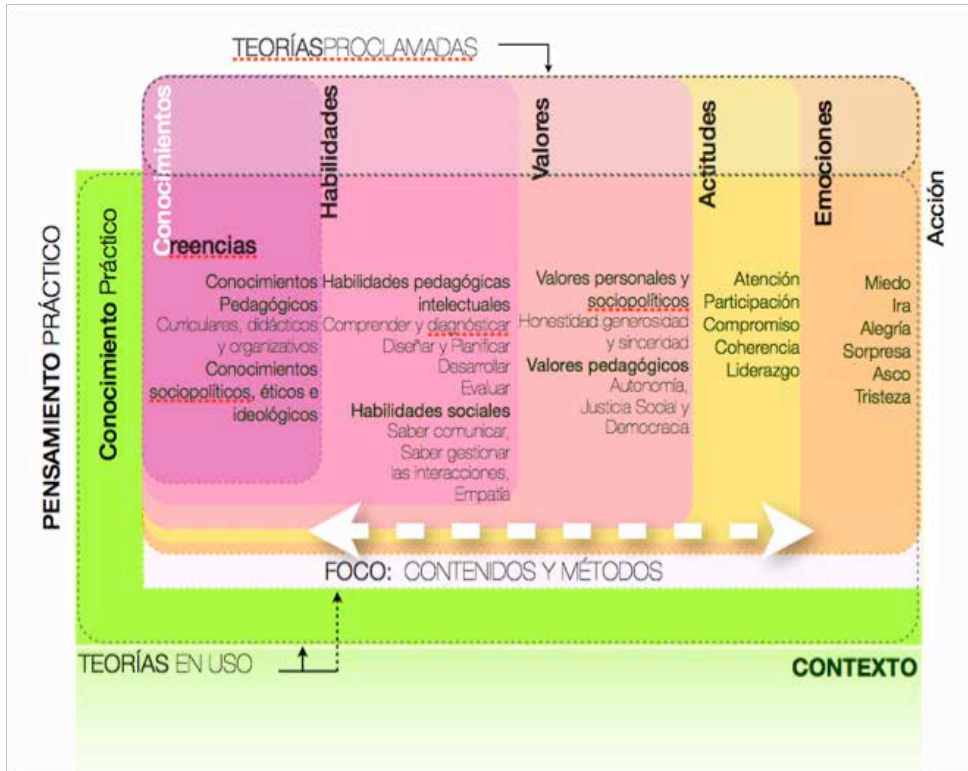 TEORÍASPROCLAMADAS
Conocimientos
Habilidades
Valores
Actitudes
Emociones
Acción
PENSAMIENTO PRÁCTICO
Conocimiento Práctico
reencias
Conocimientos
Pedagógicos
Curriculares, didácticos
y organizativos
Conocimientos
sociopolíticos, éticos e
ideológicos
Habilidades pedagógicas
intelectuales
Comprender y diagnósticar
Diseñar y Planificar
Desarrollar
Evaluar
Habilidades sociales
Saber comunicar,
Saber gestionar
las interacciones,
Empatía
Valores personales y
sociopolíticos
Honestidad generosidad
y sinceridad
Valores pedagógicos
Autonomía,
Justicia Social y
Democracia
Atención
Participación
Compromiso
Coherencia
Liderazgo
Miedo
Ira
Alegría
Sorpresa
Asco
Tristeza
FOCO: CONTENIDOS Y MÉTODOS
TEORÍAS EN USO
CONTEXTO